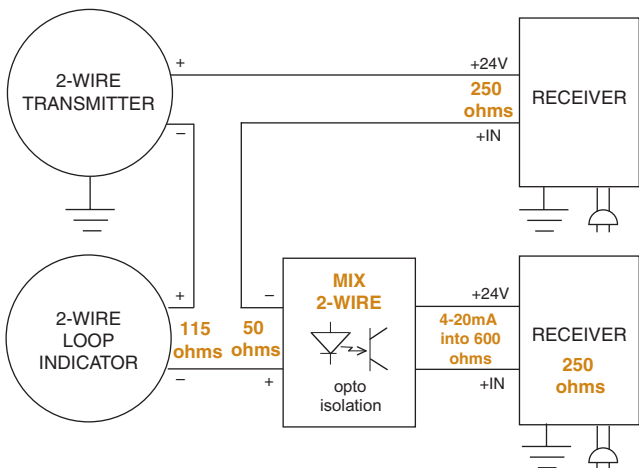 2-WIRE
TRANSMITTER
+
–
+24V
250
ohms
+IN
RECEIVER
2-WIRE
LOOP
INDICATOR
+
–
115
ohms
50
ohms
–
+
MIX
2-WIRE
opto
isolation
+24V
4-20mA
into 600
ohms
+IN
RECEIVER
250
ohms